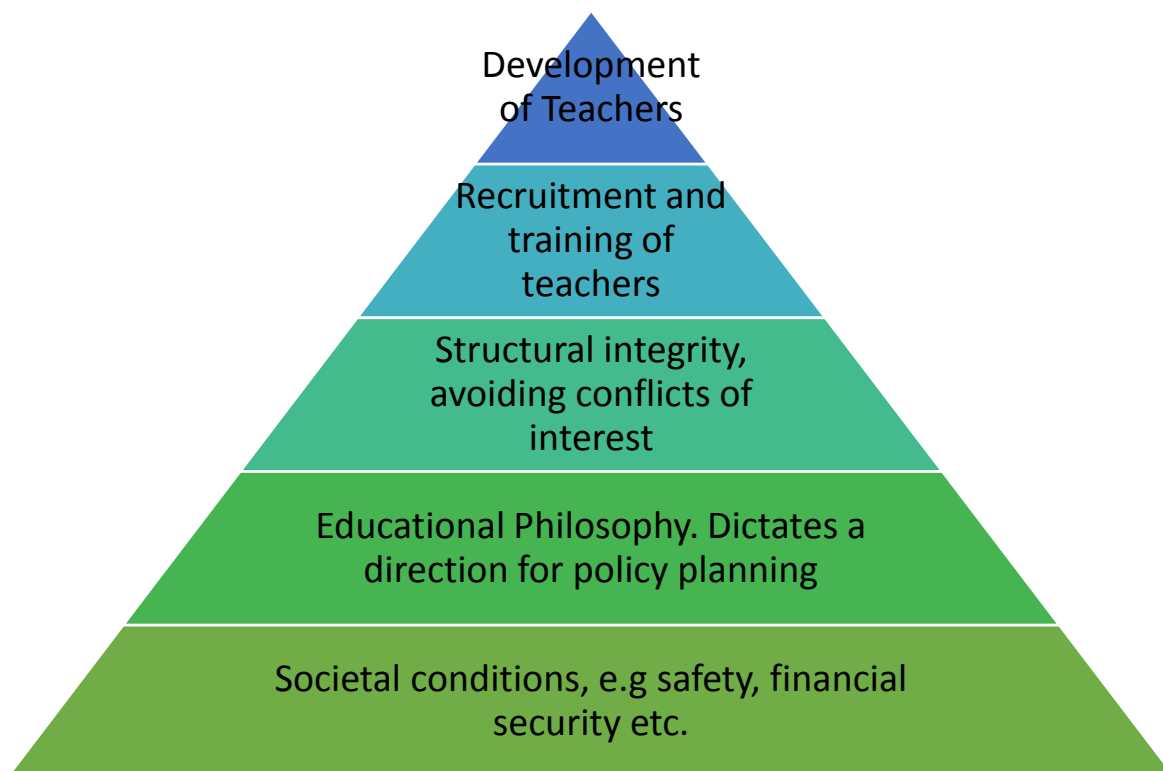 Development
of Teachers
Recruitment and
training of
teachers
Structural integrity,
avoiding conflicts of
interest
Educational Philosophy. Dictates a
direction for policy planning
Societal conditions, e.g safety, financial
security etc.